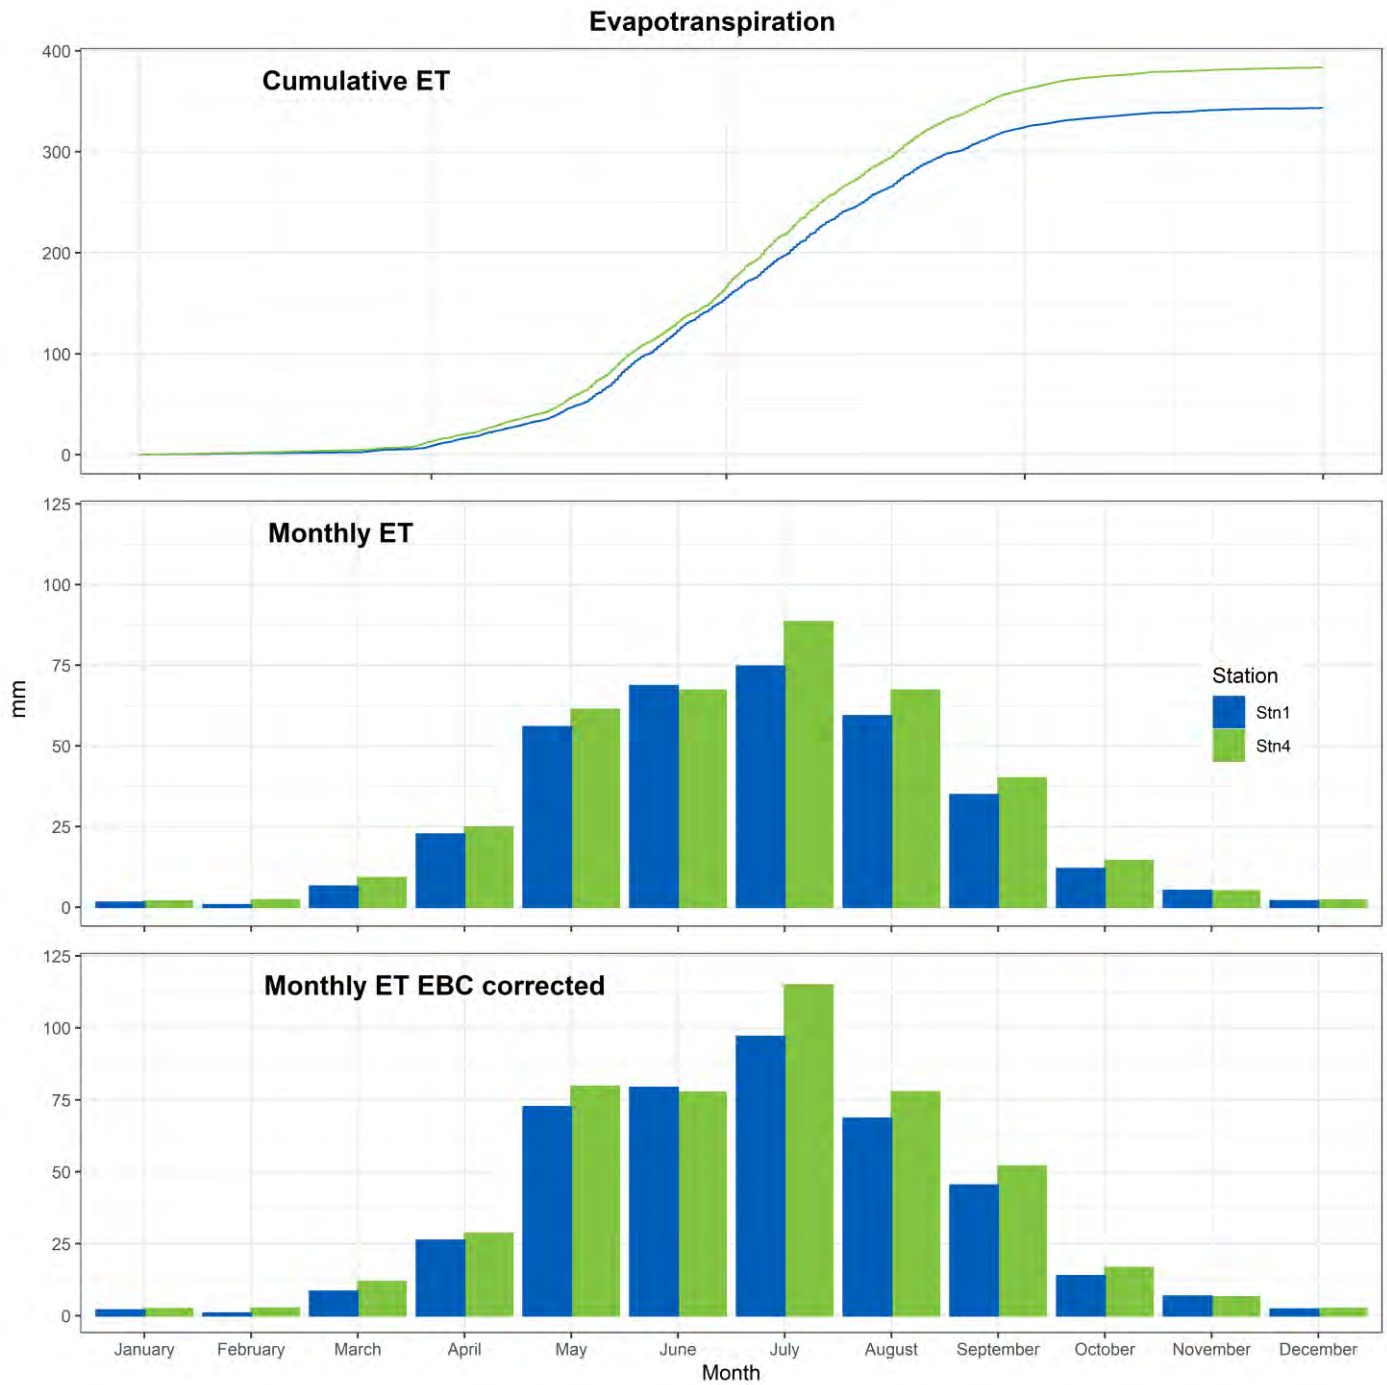 Evapotranspiration
Cumulative ET
400
300
200
100
0
Monthly ET
125
100
75
50
25
0
mm
Station
Stn1
Stn4
Monthly ET EBC corrected
125
100
75
50
25
0
January February March April May June July August September October November December
Month